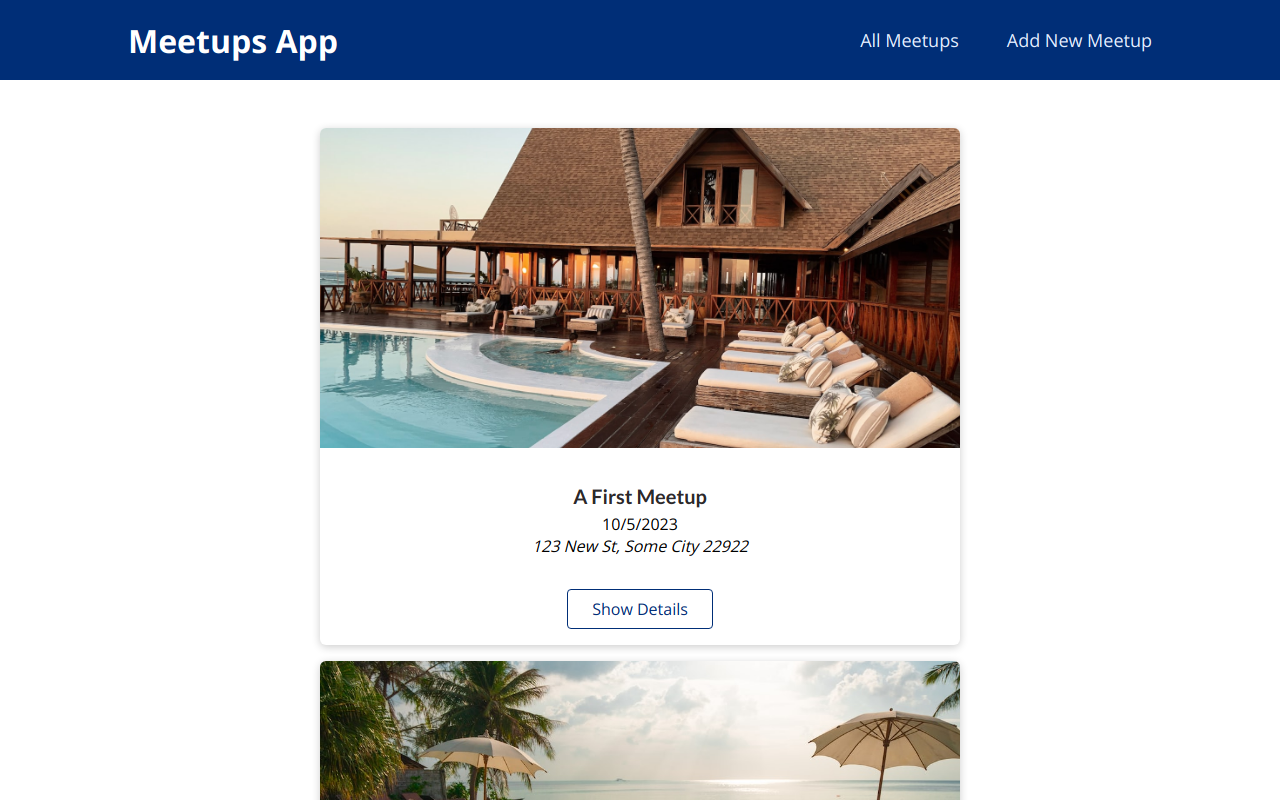 Meetups App
All Meetups
Add New Meetup
A First Meetup
10/5/2023
123 New St, Some City 22922
Show Details